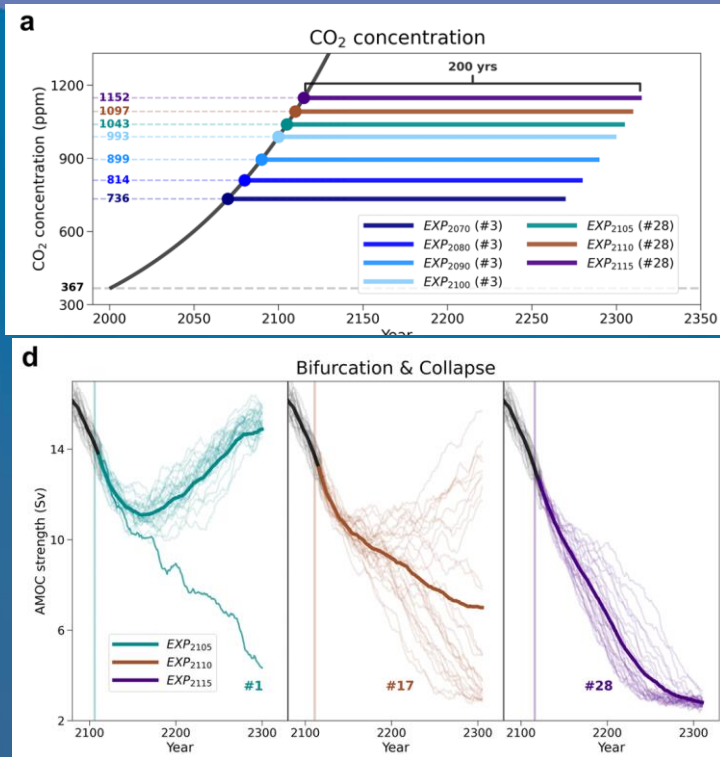 a
CO₂ concentration
200 yrs
CO₂ concentration (ppm)
1200
900
600
300
1152
1097
1043
993
899
814
736
367
EXP₂₀₇₀ (#3)
EXP₂₀₈₀ (#3)
EXP₂₀₉₀ (#3)
EXP₂₁₀₀ (#3)
EXP₂₁₀₅ (#28)
EXP₂₁₁₀ (#28)
EXP₂₁₁₅ (#28)
2000 2050 2100 2150 2200 2250 2300 2350
Year
d
Bifurcation & Collapse
AMOC strength (Sv)
14
10
6
2
EXP₂₁₀₅
EXP₂₁₁₀
EXP₂₁₁₅
#1
#17
#28
2100 2200 2300 2100 2200 2300 2100 2200 2300
Year Year Year